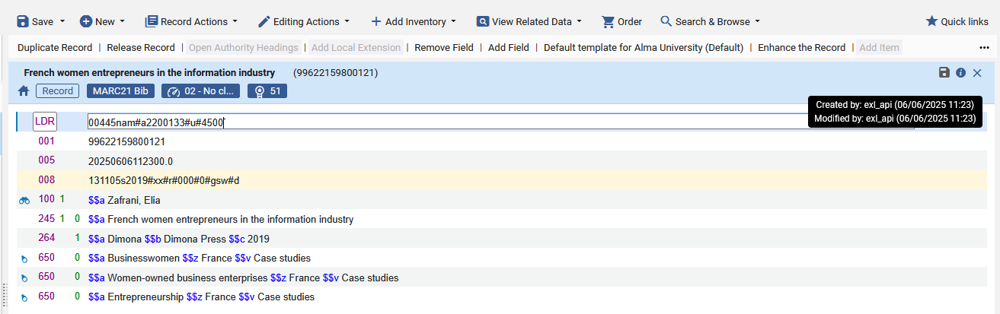 Save New Record Actions Editing Actions Add Inventory View Related Data Order Search & Browse Quick links
Duplicate Record | Release Record | Open Authority Headings | Add Local Extension | Remove Field | Add Field | Default template for Alma University (Default) | Enhance the Record | Add Item ...
French women entrepreneurs in the information industry (99622159800121)
Record MARC21 Bib 02 - No cl... 51
Created by: exl_api (06/06/2025 11:23)
Modified by: exl_api (06/06/2025 11:23)
LDR 00445nam#a2200133#u#4500
001 99622159800121
005 20250606112300.0
008 131105s2019#xx#r#000#0#gsw#d
100 1 $$a Zafrani, Elia
245 1 0 $$a French women entrepreneurs in the information industry
264 1 $$a Dimona $$b Dimona Press $$c 2019
650 0 $$a Businesswomen $$z France $$v Case studies
650 0 $$a Women-owned business enterprises $$z France $$v Case studies
650 0 $$a Entrepreneurship $$z France $$v Case studies